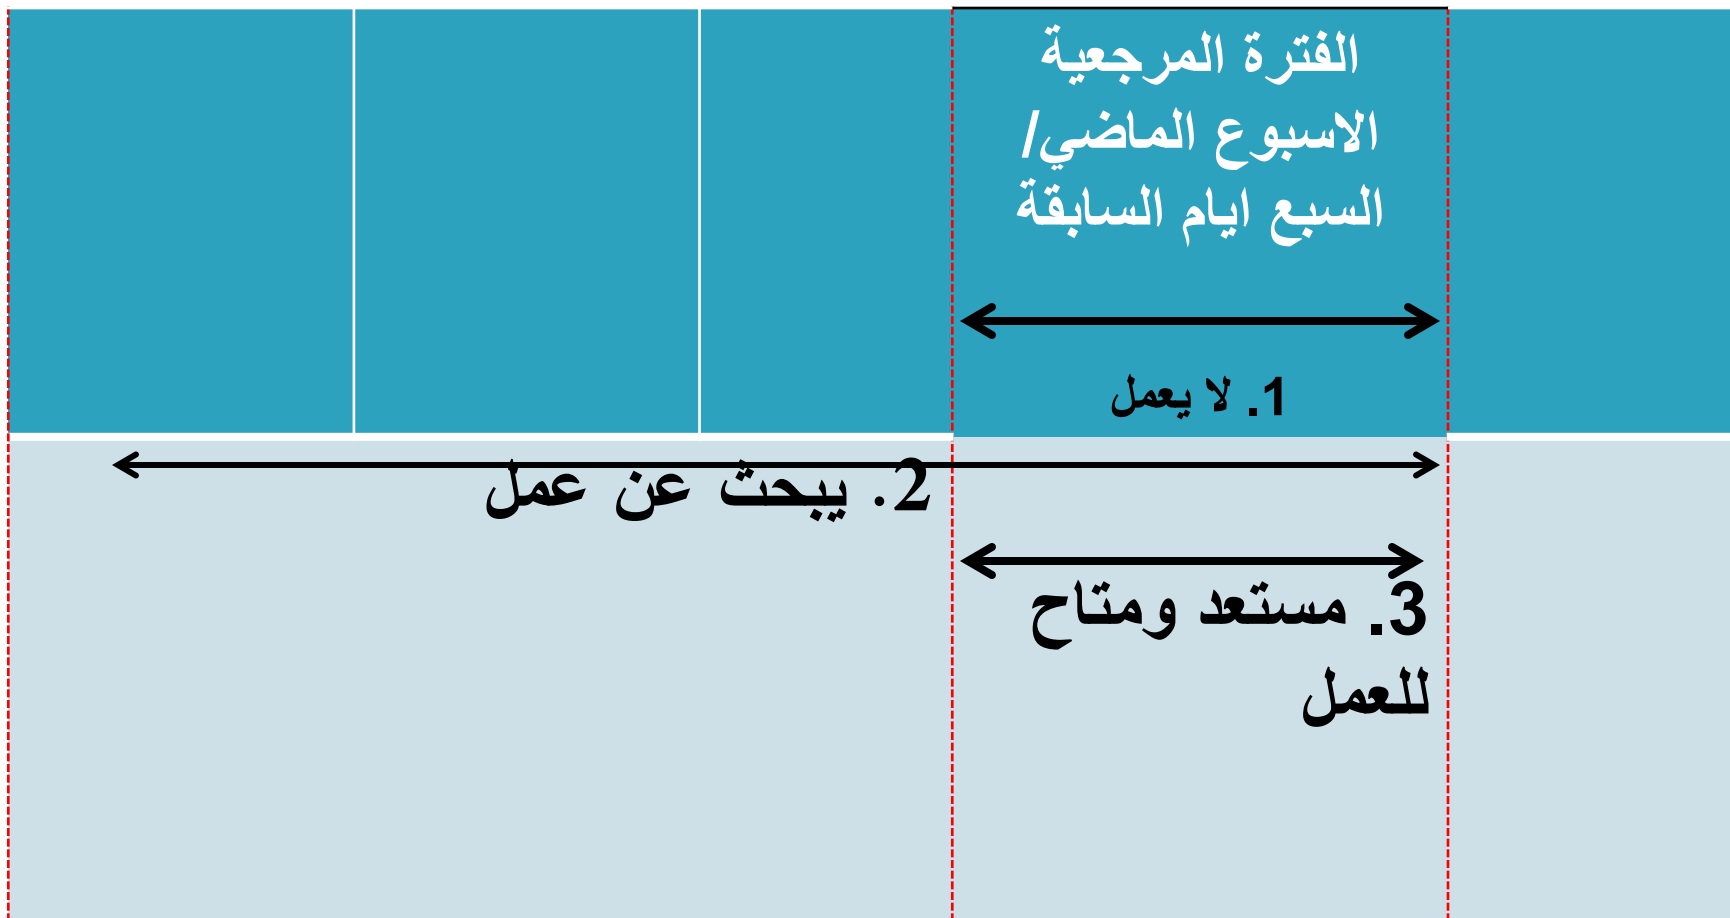 الفترة المرجعية
الاسبوع الماضي/
السبع ايام السابقة
1. لا يعمل
2. يبحث عن عمل
3. مستعد ومتاح
للعمل